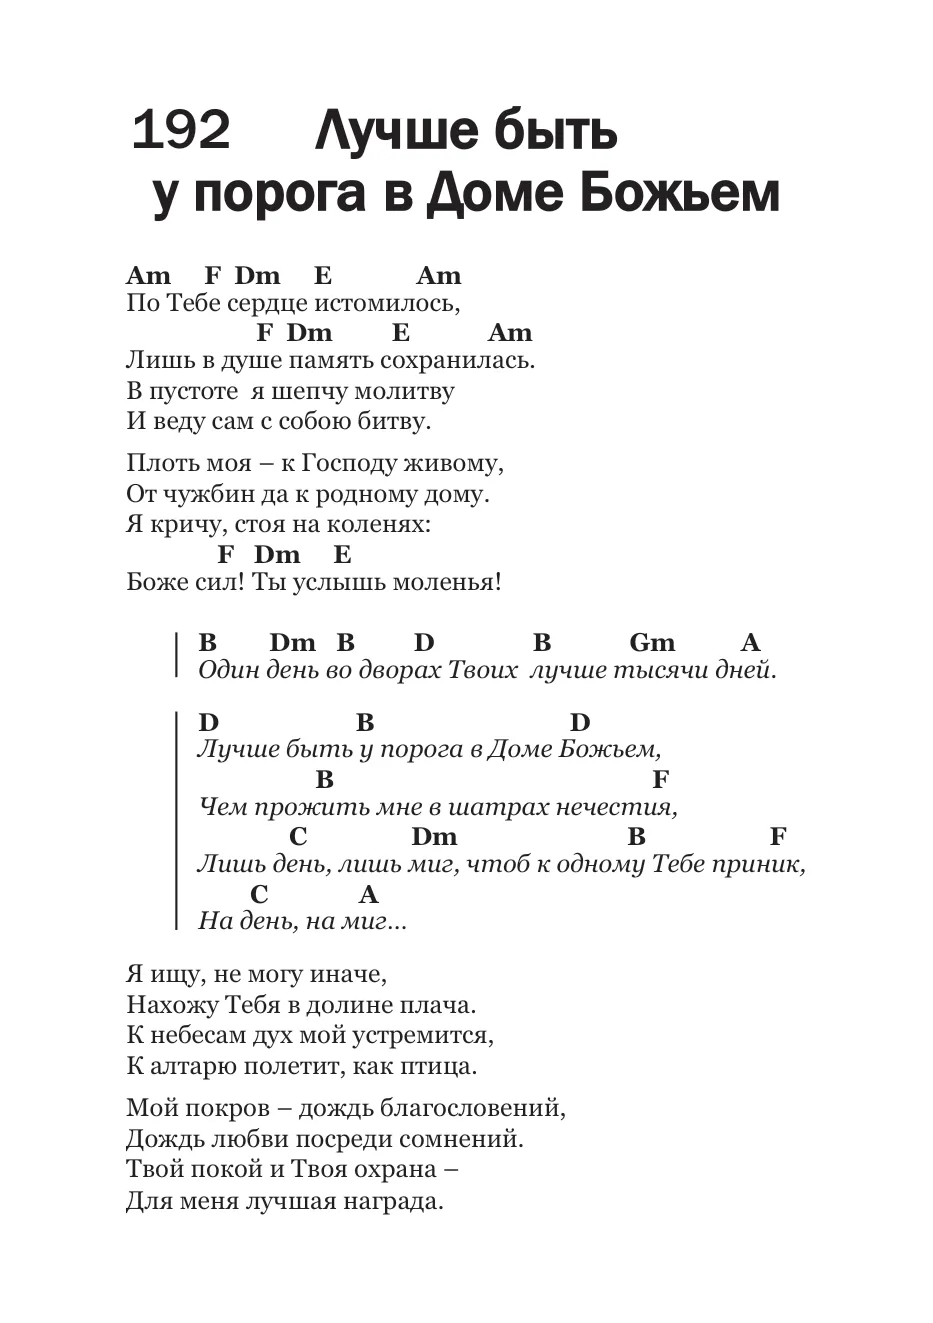 192 Лучше быть
у порога в Доме Божьем
Am F Dm E Am
По Тебе сердце истомилось,
F Dm E Am
Лишь в душе память сохранилась.
В пустоте я шепчу молитву
И веду сам с собою битву.
Плоть моя – к Господу живому,
От чужбин да к родному дому.
Я кричу, стоя на коленях:
F Dm E
Боже сил! Ты услышь моленья!
B Dm B D B Gm A
Один день во дворах Твоих лучше тысячи дней.
D B D
Лучше быть у порога в Доме Божьем,
B F
Чем прожить мне в шатрах нечестия,
C Dm B F
Лишь день, лишь миг, чтоб к одному Тебе приник,
C A
На день, на миг...
Я ищу, не могу иначе,
Нахожу Тебя в долине плача.
К небесам дух мой устремится,
К алтарю полетит, как птица.
Мой покров – дождь благословений,
Дождь любви посреди сомнений.
Твой покой и Твоя охрана –
Для меня лучшая награда.